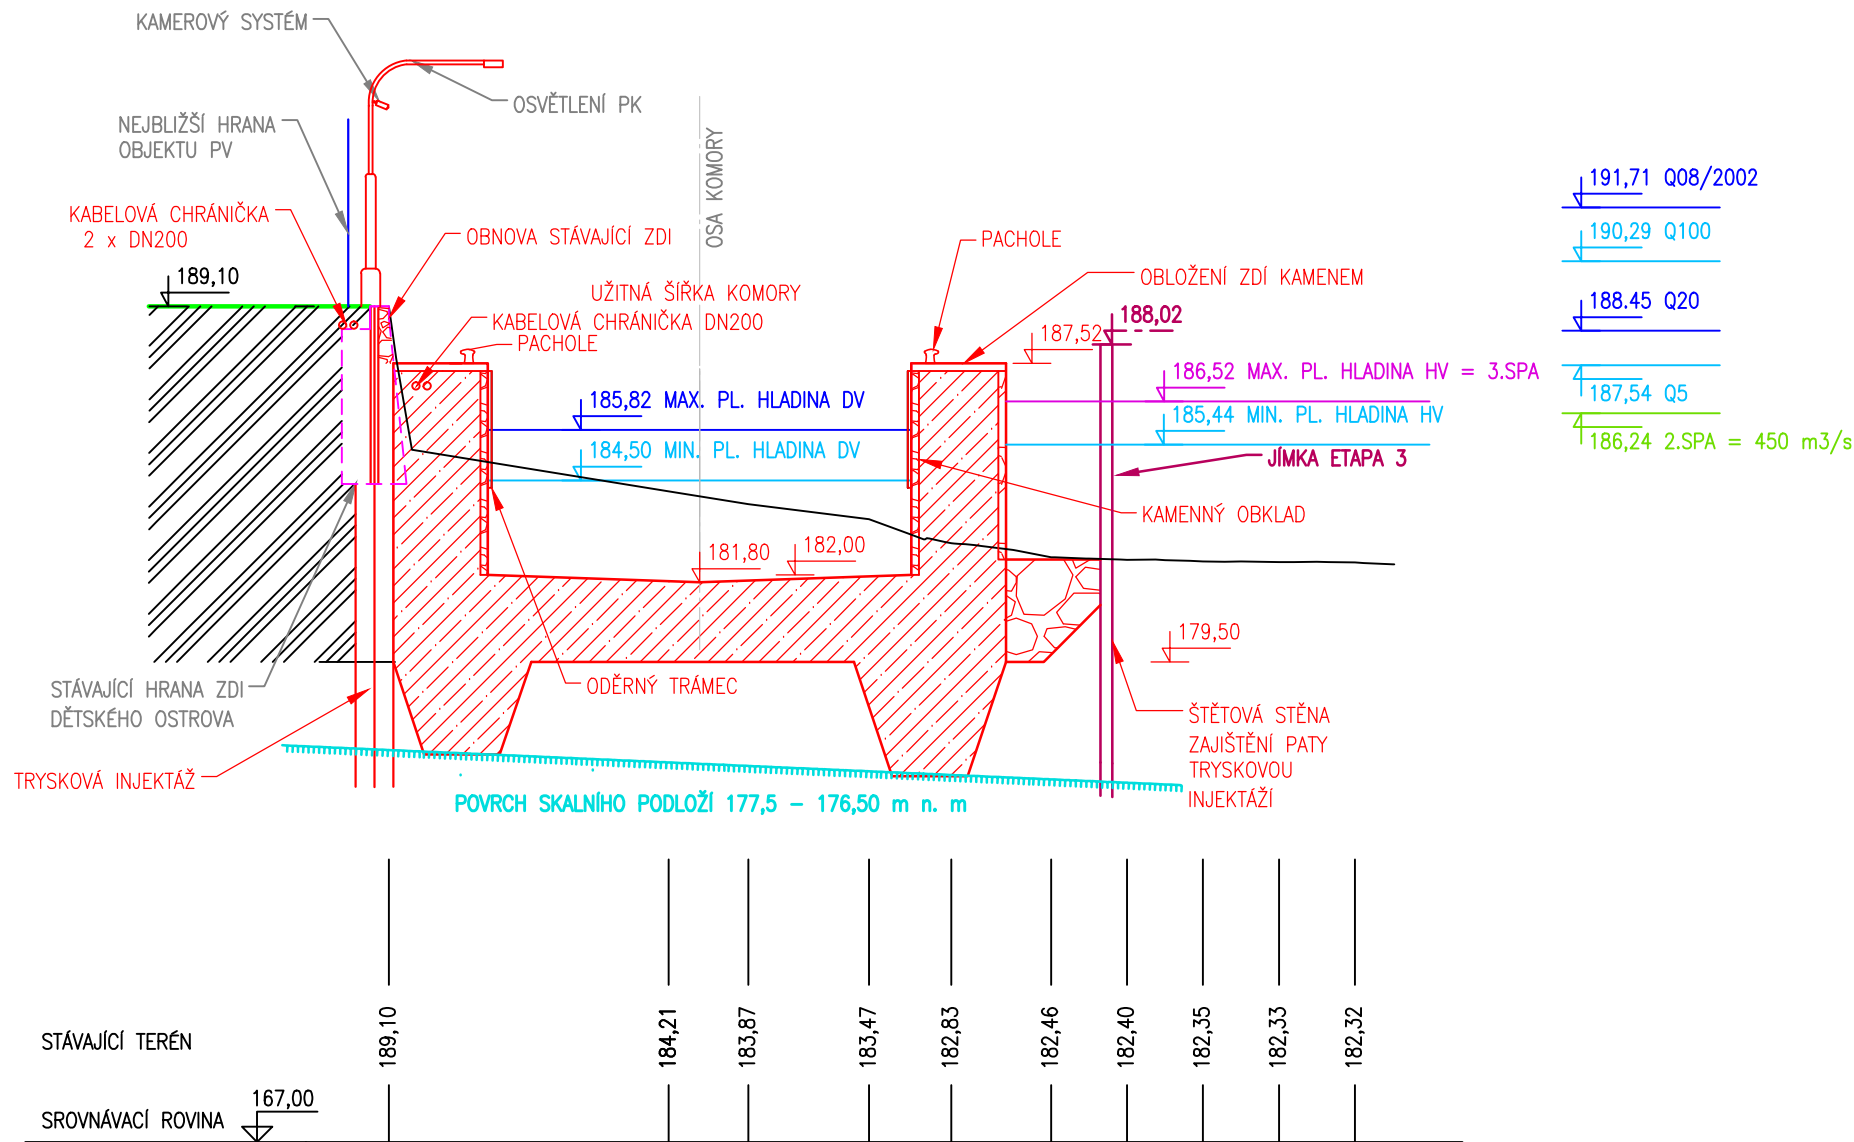 KAMEROVÝ SYSTÉM
OSVĚTLENÍ PK
NEJBLIŽŠÍ HRANA
OBJEKTU PV
OSA KOMORY
KABELOVÁ CHRÁNIČKA
2 x DN200
OBNOVA STÁVAJÍCÍ ZDI
PACHOLE
OBLOŽENÍ ZDÍ KAMENEM
189,10
UŽITNÁ ŠÍŘKA KOMORY
KABELOVÁ CHRÁNIČKA DN200
PACHOLE
187,52
188,02
191,71 Q08/2002
190,29 Q100
188.45 Q20
187,54 Q5
186,24 2.SPA = 450 m3/s
186,52 MAX. PL. HLADINA HV = 3.SPA
185,44 MIN. PL. HLADINA HV
185,82 MAX. PL. HLADINA DV
184,50 MIN. PL. HLADINA DV
JÍMKA ETAPA 3
KAMENNÝ OBKLAD
181,80
182,00
179,50
STÁVAJÍCÍ HRANA ZDI
DĚTSKÉHO OSTROVA
ODĚRNÝ TRÁMEC
ŠTĚTOVÁ STĚNA
ZAJIŠTĚNÍ PATY
TRYSKOVOU
INJEKTÁŽÍ
TRYSKOVÁ INJEKTÁŽ
POVRCH SKALNÍHO PODLOŽÍ 177,5 – 176,50 m n. m
STÁVAJÍCÍ TERÉN
189,10
184,21
183,87
183,47
182,83
182,46
182,40
182,35
182,33
182,32
SROVNÁVACÍ ROVINA
167,00